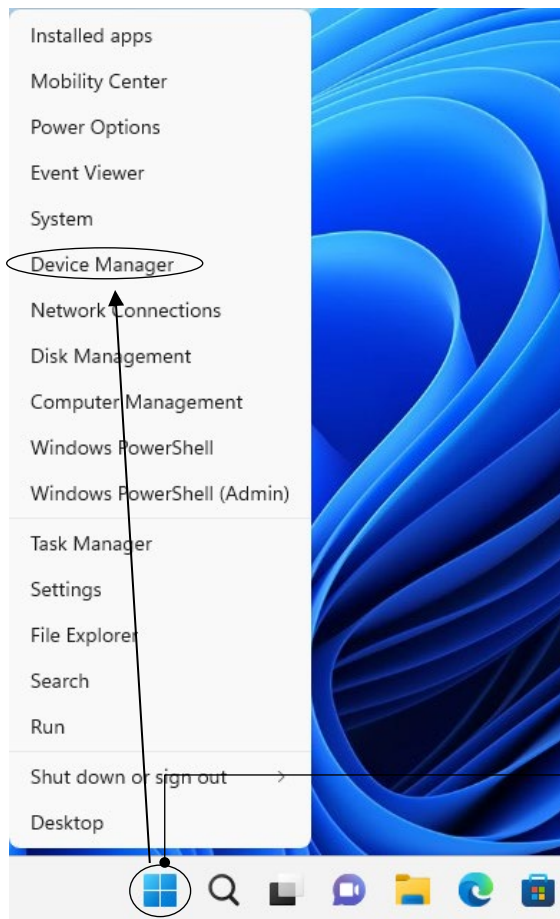 Installed apps
Mobility Center
Power Options
Event Viewer
System
Device Manager
Network Connections
Disk Management
Computer Management
Windows PowerShell
Windows PowerShell (Admin)
Task Manager
Settings
File Explorer
Search
Run
Shut down or sign out
Desktop